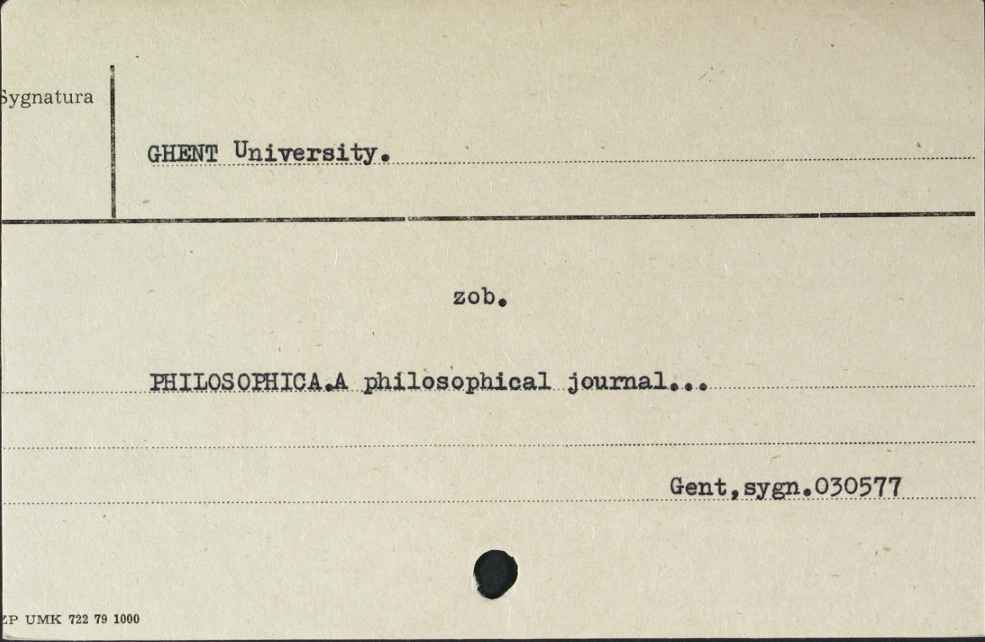 Sygnatura
GHENT University.
zob.
PHILOSOPHICA.A philosophical journal...
Gent,sygn.030577
ZP UMK 722 79 1000